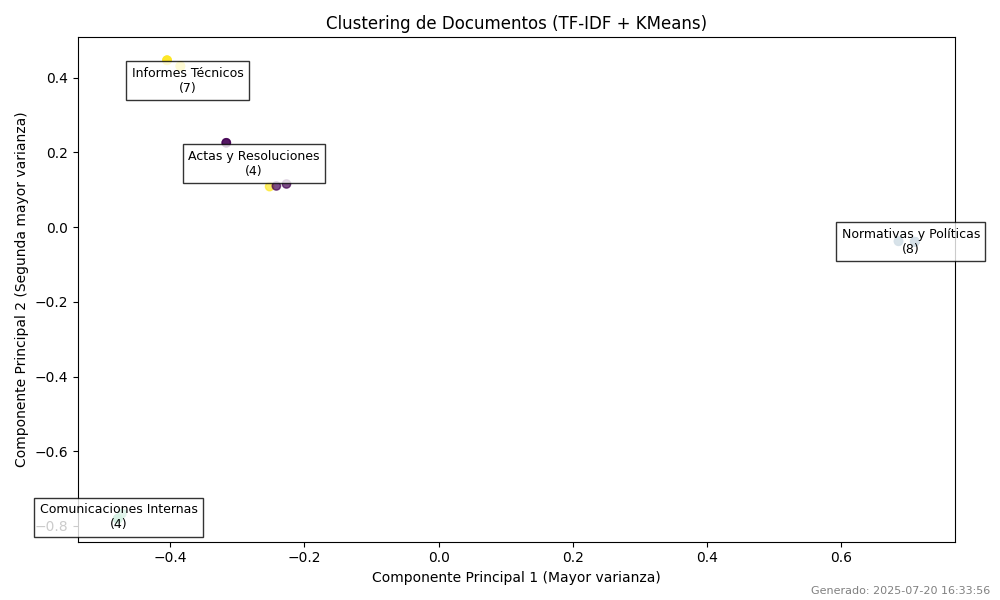 Clustering de Documentos (TF-IDF + KMeans)
Componente Principal 2 (Segunda mayor varianza)
0.4
0.2
0.0
−0.2
−0.4
−0.6
−0.8
Informes Técnicos
(7)
Actas y Resoluciones
(4)
Normativas y Políticas
(8)
Comunicaciones Internas
(4)
−0.4
−0.2
0.0
0.2
0.4
0.6
Componente Principal 1 (Mayor varianza)
Generado: 2025-07-20 16:33:56